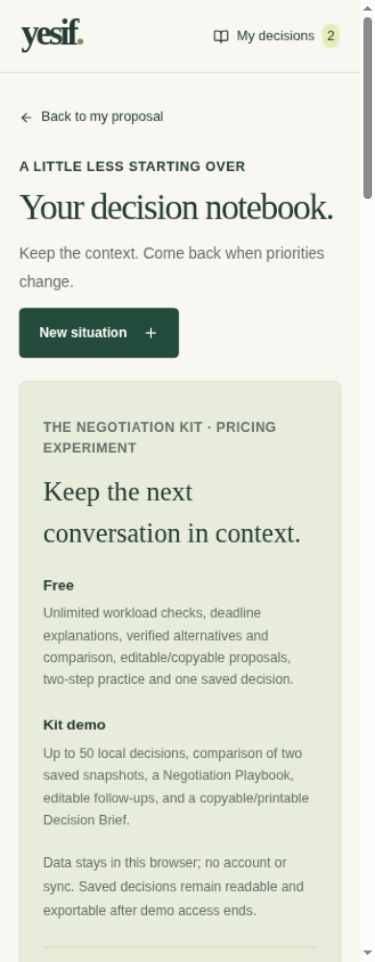 yesif.
My decisions 2
← Back to my proposal
A LITTLE LESS STARTING OVER
Your decision notebook.
Keep the context. Come back when priorities
change.
New situation +
THE NEGOTIATION KIT · PRICING
EXPERIMENT
Keep the next
conversation in context.
Free
Unlimited workload checks, deadline
explanations, verified alternatives and
comparison, editable/copyable proposals,
two-step practice and one saved decision.
Kit demo
Up to 50 local decisions, comparison of two
saved snapshots, a Negotiation Playbook,
editable follow-ups, and a copyable/printable
Decision Brief.
Data stays in this browser; no account or
sync. Saved decisions remain readable and
exportable after demo access ends.